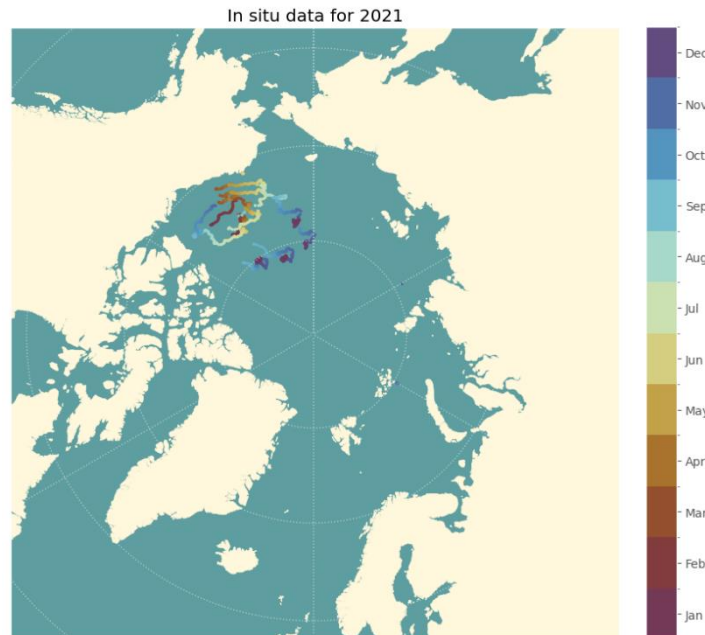 In situ data for 2021
Dec
Nov
Oct
Sep
Aug
Jul
Jun
May
Apr
Mar
Feb
Jan